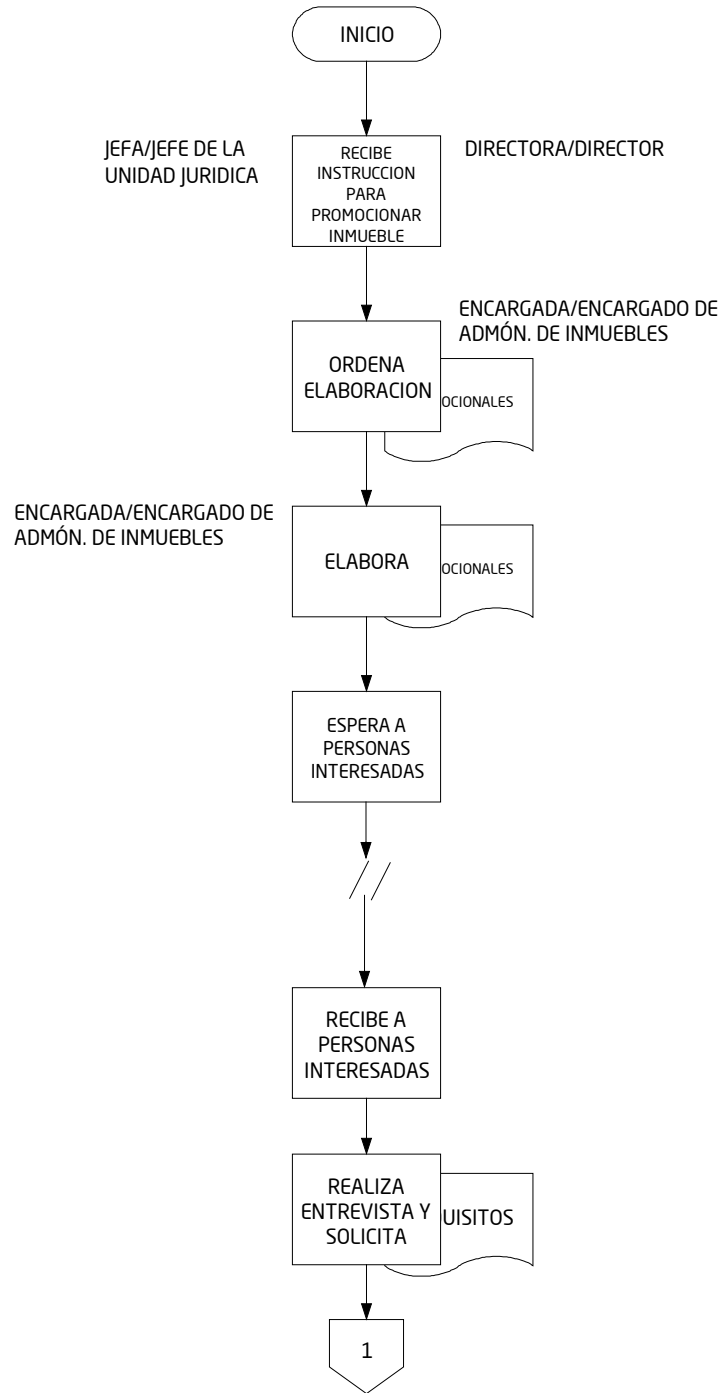 INICIO
JEFA/JEFE DE LA
UNIDAD JURIDICA
RECIBE
INSTRUCCION
PARA
PROMOCIONAR
INMUEBLE
DIRECTORA/DIRECTOR
ENCARGADA/ENCARGADO DE
ADMÓN. DE INMUEBLES
ORDENA
ELABORACION
OCIONALES
ENCARGADA/ENCARGADO DE
ADMÓN. DE INMUEBLES
ELABORA
OCIONALES
ESPERA A
PERSONAS
INTERESADAS
RECIBE A
PERSONAS
INTERESADAS
REALIZA
ENTREVISTA Y
SOLICITA
UISITOS
1